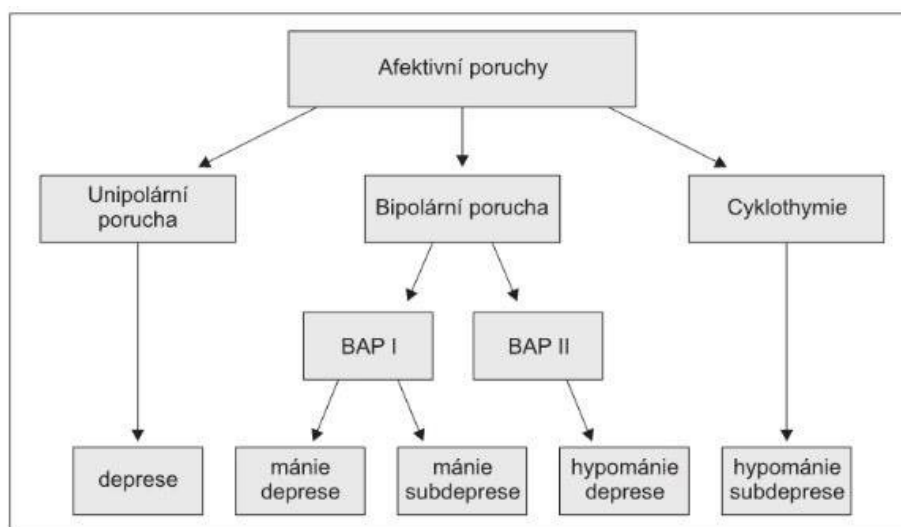 Afektivní poruchy
Unipolární
porucha
Bipolární porucha
Cyklothymie
BAP I
BAP II
deprese
mánie
deprese
mánie
subdeprese
hypománie
deprese
hypománie
subdeprese